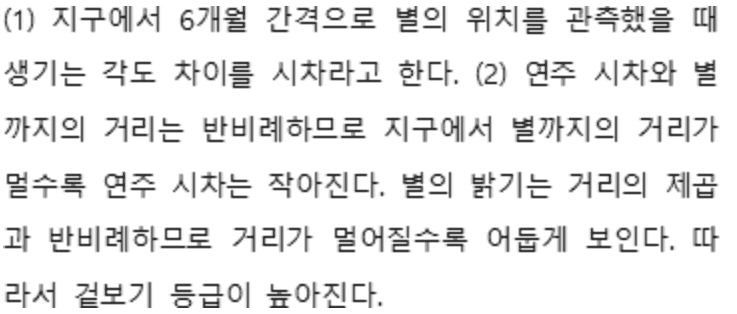 (1) 지구에서 6개월 간격으로 별의 위치를 관측했을 때
생기는 각도 차이를 시차라고 한다. (2) 연주 시차와 별
까지의 거리는 반비례하므로 지구에서 별까지의 거리가
멀수록 연주 시차는 작아진다. 별의 밝기는 거리의 제곱
과 반비례하므로 거리가 멀어질수록 어둡게 보인다. 따
라서 겉보기 등급이 높아진다.